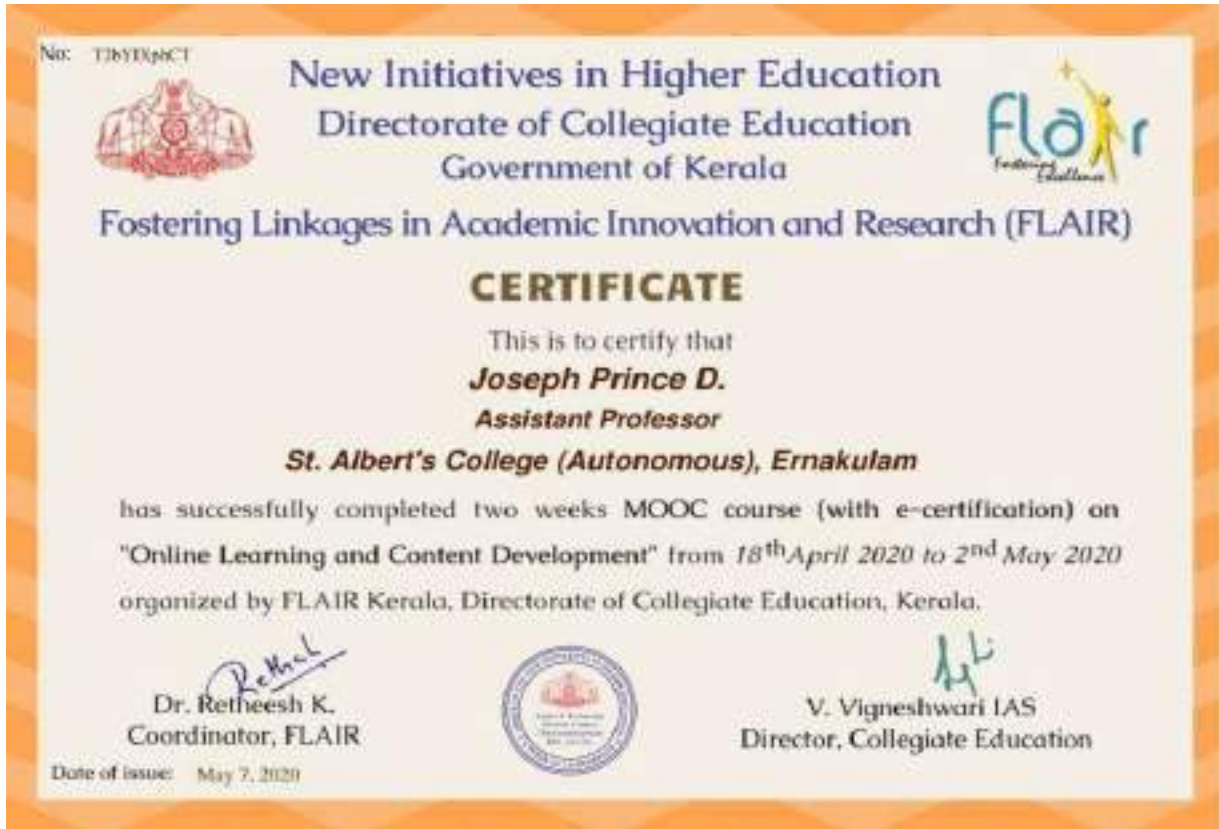 No:
New Initiatives in Higher Education
Directorate of Collegiate Education
Government of Kerala
Flair
Fostering
Excellence
Fostering Linkages in Academic Innovation and Research (FLAIR)
CERTIFICATE
This is to certify that
Joseph Prince D.
Assistant Professor
St. Albert's College (Autonomous), Ernakulam
has successfully completed two weeks MOOC course (with e-certification) on
"Online Learning and Content Development" from 18th April 2020 to 2nd May 2020
organized by FLAIR Kerala, Directorate of Collegiate Education, Kerala.
Dr. Retheesh K.
Coordinator, FLAIR
V. Vigneshwari IAS
Director, Collegiate Education
Date of issue: May 7, 2020